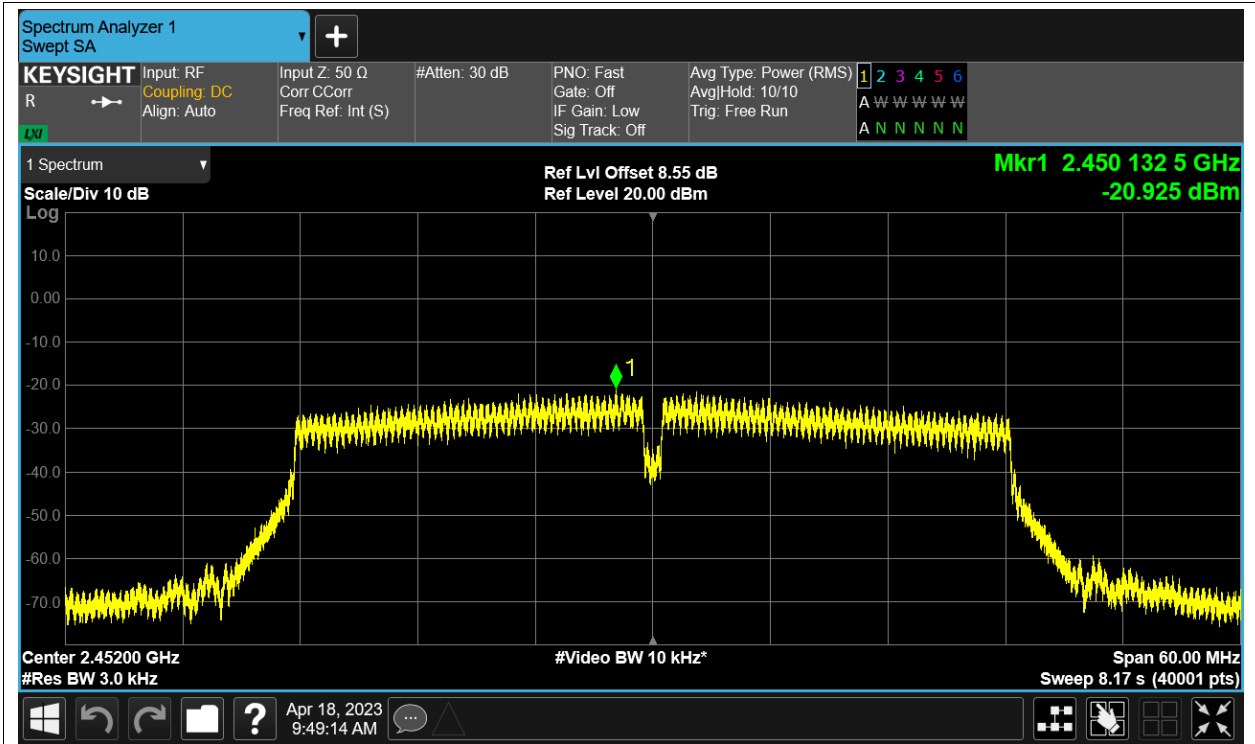 Spectrum Analyzer 1
Swept SA
KEYSIGHT
R
LXI
Input: RF
Coupling: DC
Align: Auto
Input Z: 50 Ω
Corr CCorr
Freq Ref: Int (S)
#Atten: 30 dB
PNO: Fast
Gate: Off
IF Gain: Low
Sig Track: Off
Avg Type: Power (RMS)
Avg|Hold: 10/10
Trig: Free Run
1 2 3 4 5 6
A W W W W W
A N N N N N
1 Spectrum
Scale/Div 10 dB
Ref Lvl Offset 8.55 dB
Ref Level 20.00 dBm
Mkr1 2.450 132 5 GHz
-20.925 dBm
Log
10.0
0.00
-10.0
-20.0
-30.0
-40.0
-50.0
-60.0
-70.0
1
Center 2.45200 GHz
#Res BW 3.0 kHz
#Video BW 10 kHz*
Span 60.00 MHz
Sweep 8.17 s (40001 pts)
?
Apr 18, 2023
9:49:14 AM